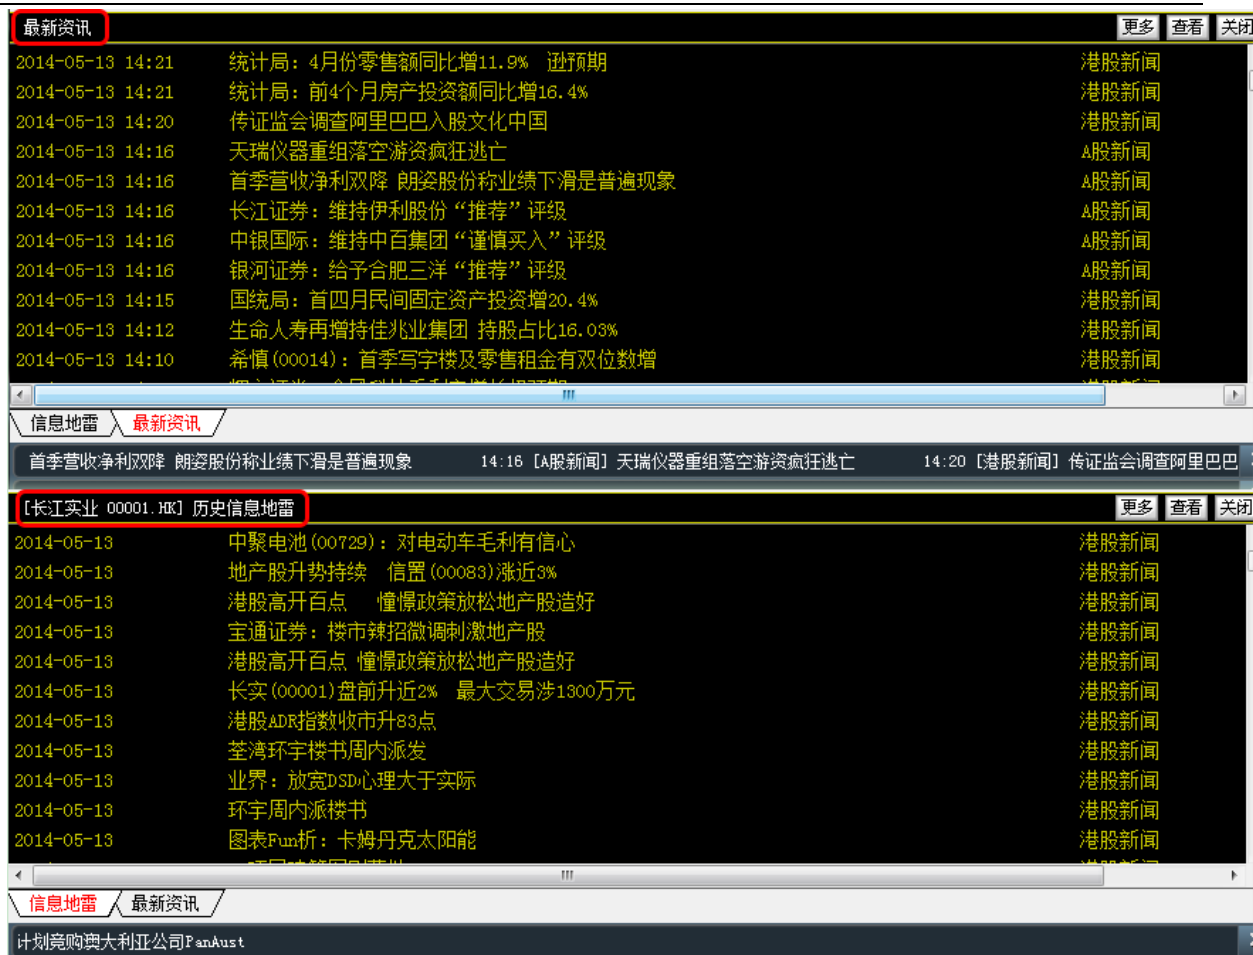 最新资讯 更多 查看 关闭
2014-05-13 14:21 统计局：4月份零售额同比增11.9% 逊预期 港股新闻
2014-05-13 14:21 统计局：前4个月房产投资额同比增16.4% 港股新闻
2014-05-13 14:20 传证监会调查阿里巴巴入股文化中国 港股新闻
2014-05-13 14:16 天瑞仪器重组落空游资疯狂逃亡 A股新闻
2014-05-13 14:16 首季营收净利双降 朗姿股份称业绩下滑是普遍现象 A股新闻
2014-05-13 14:16 长江证券：维持伊利股份“推荐”评级 A股新闻
2014-05-13 14:16 中银国际：维持中百集团“谨慎买入”评级 A股新闻
2014-05-13 14:16 银河证券：给予合肥三洋“推荐”评级 A股新闻
2014-05-13 14:15 国统局：首四月民间固定资产投资增20.4% 港股新闻
2014-05-13 14:12 生命人寿再增持佳兆业集团 持股占比16.03% 港股新闻
2014-05-13 14:10 希慎(00014)：首季写字楼及零售租金有双位数增 港股新闻
信息地雷 最新资讯
首季营收净利双降 朗姿股份称业绩下滑是普遍现象 14:16 [A股新闻] 天瑞仪器重组落空游资疯狂逃亡 14:20 [港股新闻] 传证监会调查阿里巴巴
[长江实业 00001.HK] 历史信息地雷 更多 查看 关闭
2014-05-13 中聚电池(00729)：对电动车毛利有信心 港股新闻
2014-05-13 地产股升势持续 信置(00083)涨近3% 港股新闻
2014-05-13 港股高开百点 憧憬政策放松地产股造好 港股新闻
2014-05-13 宝通证券：楼市辣招微调刺激地产股 港股新闻
2014-05-13 港股高开百点 憧憬政策放松地产股造好 港股新闻
2014-05-13 长实(00001)盘前升近2% 最大交易涉1300万元 港股新闻
2014-05-13 港股ADR指数收市升83点 港股新闻
2014-05-13 荃湾环宇楼书周内派发 港股新闻
2014-05-13 业界：放宽DSD心理大于实际 港股新闻
2014-05-13 环宇周内派楼书 港股新闻
2014-05-13 图表Fun析：卡姆丹克太阳能 港股新闻
信息地雷 最新资讯
计划竞购澳大利亚公司PanAust